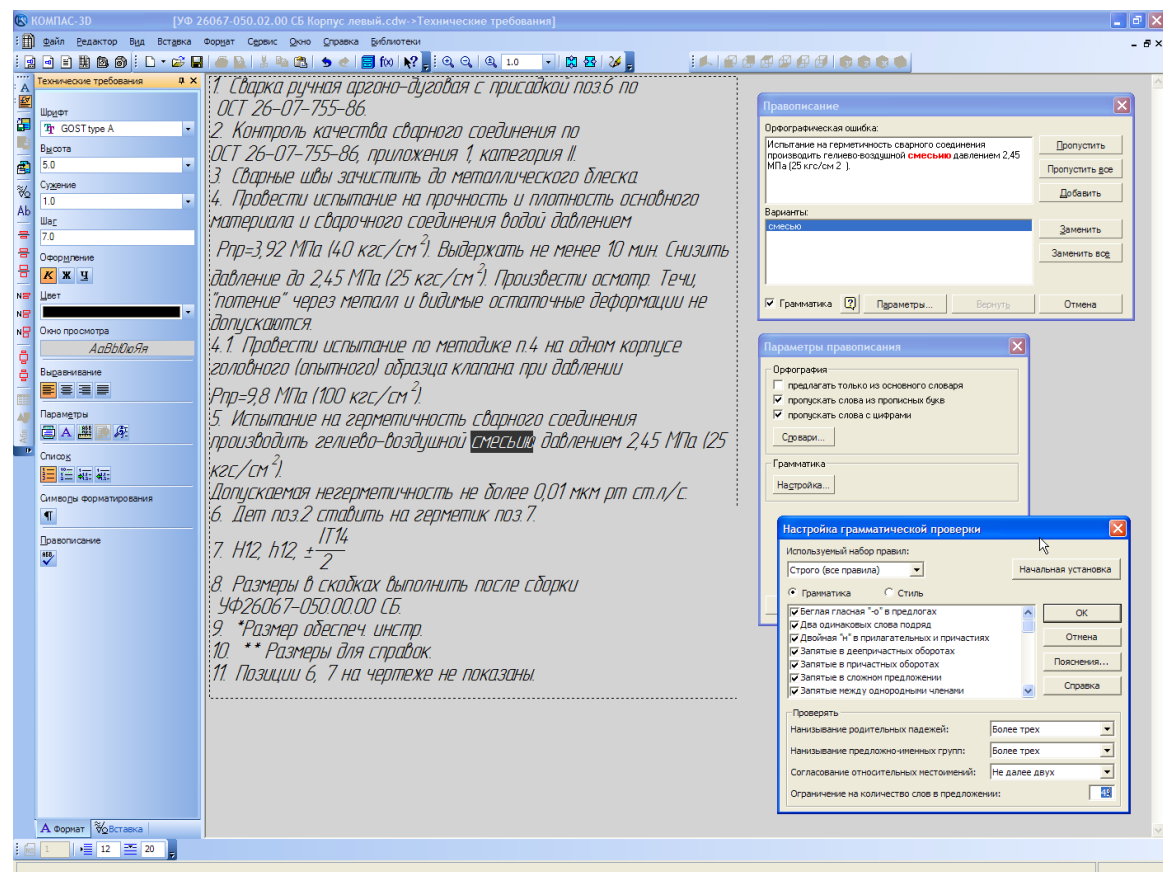 КОМПАС-3D [УФ 26067-050.02.00 СБ Корпус левый.cdw->Технические требования]
Файл Редактор Вид Вставка Формат Сервис Окно Справка Библиотеки
1.0
Технические требования
Шрифт
GOST type A
Высота
5.0
Сужение
1.0
Шаг
7.0
Оформление
К Ж Ч
Цвет
Окно просмотра
АаВЫОоЯя
Выравнивание
Параметры
Список
Символы форматирования
Правописание
А Формат Вставка
1 12 20
1. Сварка ручная аргоно-дуговая с присадкой поз.6 по
ОСТ 26-07-755-86.
2. Контроль качества сварного соединения по
ОСТ 26-07-755-86, приложения 1, категория II.
3. Сварные швы зачистить до металлического блеска.
4. Провести испытание на прочность и плотность основного
материала и сварочного соединения водой давлением
Рпр=3,92 МПа (40 кгс/см²). Выдержать не менее 10 мин. Снизить
давление до 2,45 МПа (25 кгс/см²). Произвести осмотр. Течи,
"потение" через металл и видимые остаточные деформации не
допускаются.
4.1. Провести испытание по методике п.4 на одном корпусе
головного (опытного) образца клапана при давлении
Рпр=9,8 МПа (100 кгс/см²).
5. Испытание на герметичность сварного соединения
производить гелиево-воздушной смесьию давлением 2,45 МПа (25
кгс/см²).
Допускаемая негерметичность не более 0,01 мкм рт.ст.л/с.
6. Дет. поз.2 ставить на герметик поз.7.
7. Н12, h12, ± IT14/2
8. Размеры в скобках выполнить после сборки
УФ26067-050.00.00 СБ.
9. *Размер обеспеч. инстр.
10. ** Размеры для справок.
11. Позиции 6, 7 на чертеже не показаны.
Правописание
Орфографическая ошибка:
Испытание на герметичность сварного соединения
производить гелиево-воздушной смесьию давлением 2,45
МПа (25 кгс/см 2 ).
Пропустить
Пропустить все
Добавить
Варианты:
смесью
Заменить
Заменить все
Грамматика Параметры... Вернуть Отмена
Параметры правописания
Орфография
предлагать только из основного словаря
пропускать слова из прописных букв
пропускать слова с цифрами
Словари...
Грамматика
Настройка...
Настройка грамматической проверки
Используемый набор правил:
Строго (все правила)
Начальная установка
Грамматика Стиль
Беглая гласная "-о" в предлогах
Два одинаковых слова подряд
Двойная "н" в прилагательных и причастиях
Запятые в деепричастных оборотах
Запятые в причастных оборотах
Запятые в сложном предложении
Запятые между однородными членами
ОК
Отмена
Пояснения...
Справка
Проверять
Нанизывание родительных падежей: Более трех
Нанизывание предложно-именных групп: Более трех
Согласование относительных местоимений: Не далее двух
Ограничение на количество слов в предложении: